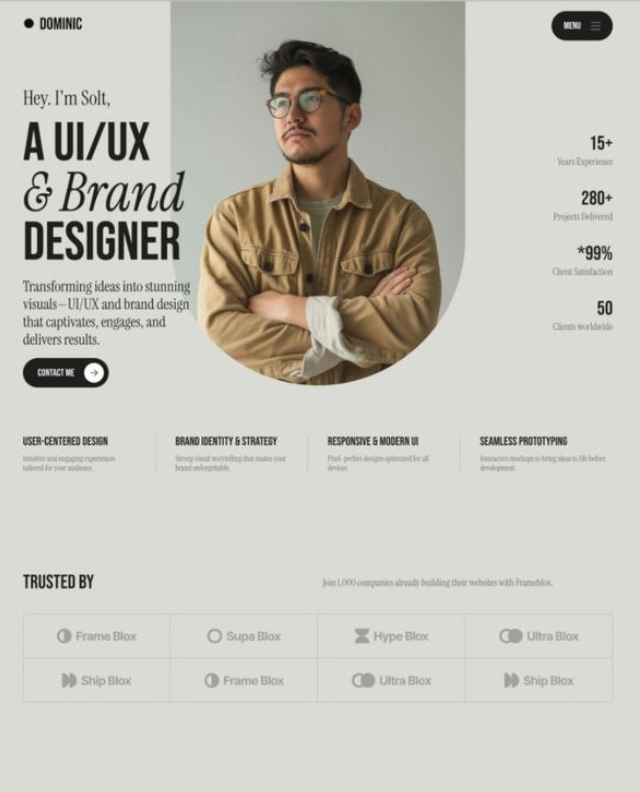 DOMINIC
MENU
Hey. I'm Solt,
A UI/UX
& Brand
DESIGNER
Transforming ideas into stunning
visuals—UI/UX and brand design
that captivates, engages, and
delivers results.
CONTACT ME
15+
Years Experience
280+
Projects Delivered
*99%
Client Satisfaction
50
Clients worldwide
USER-CENTERED DESIGN
Intuitive and engaging experiences
tailored for your audience.
BRAND IDENTITY & STRATEGY
Strong visual storytelling that makes your
brand unforgettable.
RESPONSIVE & MODERN UI
Pixel-perfect designs optimized for all
devices.
SEAMLESS PROTOTYPING
Interactive mockups to bring ideas to life before
development.
TRUSTED BY
Join 1,000 companies already building their websites with Frameblox.
Frame Blox
Supa Blox
Hype Blox
Ultra Blox
Ship Blox
Frame Blox
Ultra Blox
Ship Blox